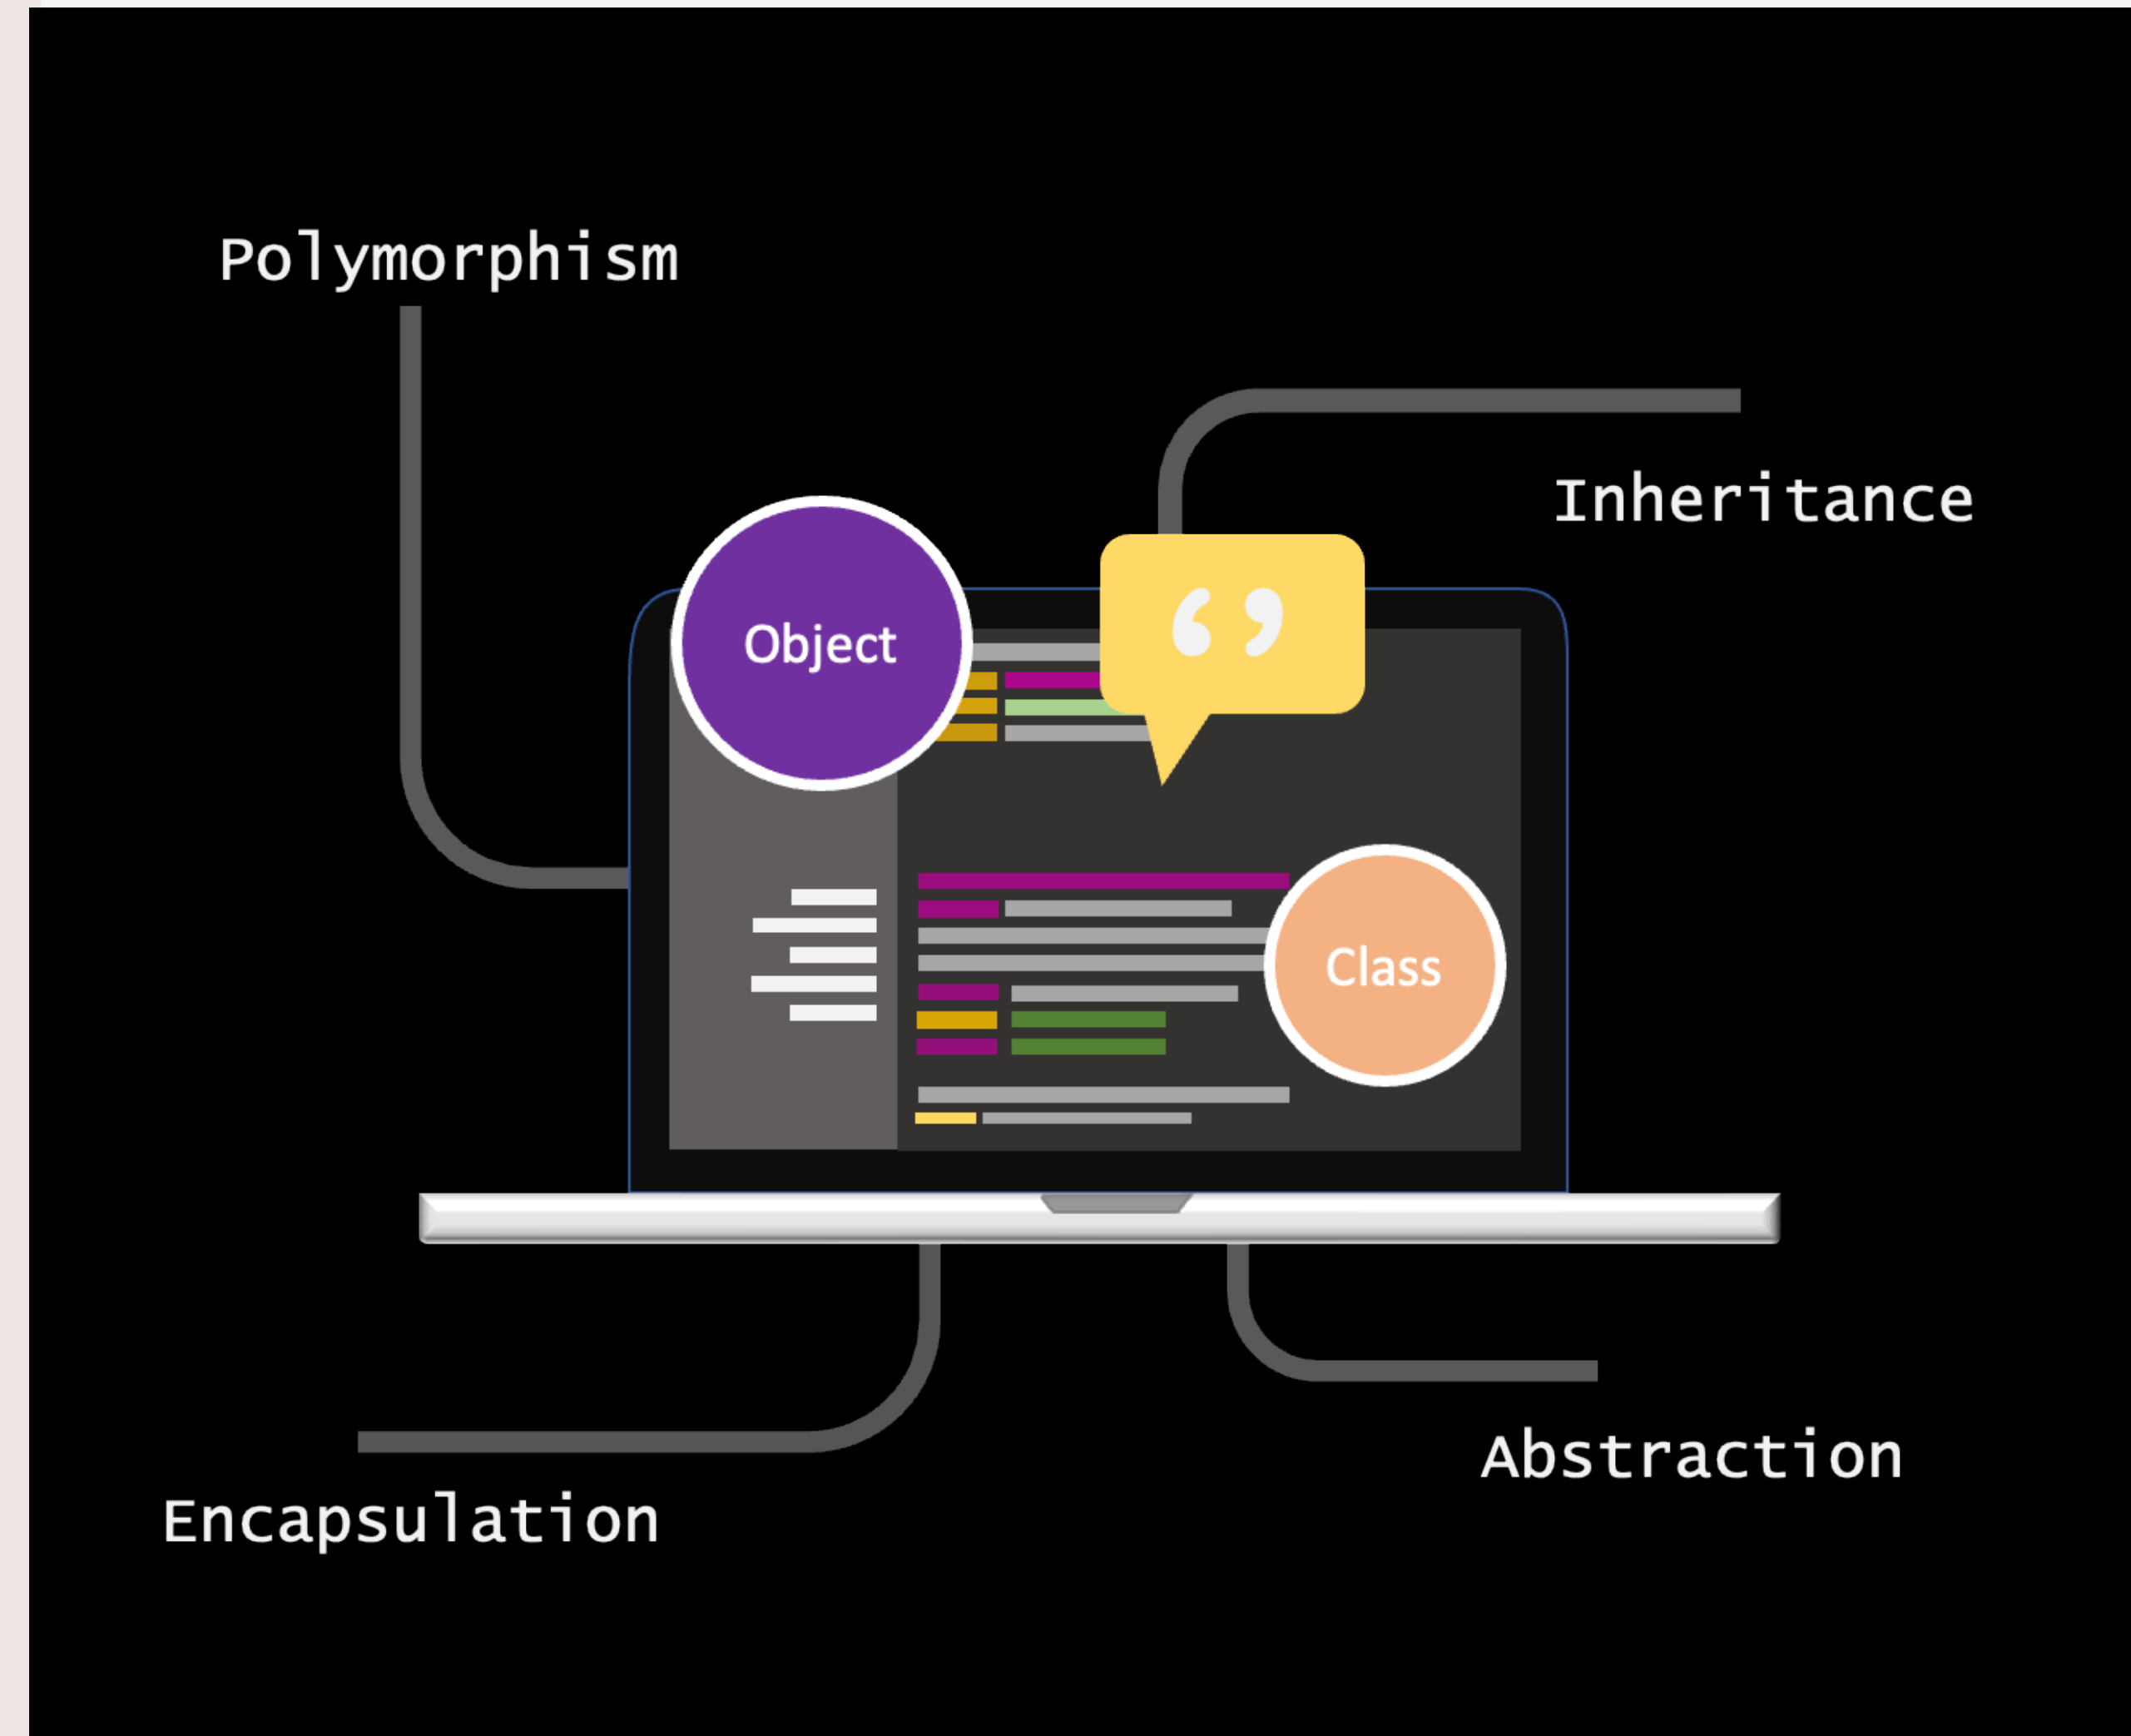 Polymorphism
Inheritance
Object
“ ”
Class
Abstraction
Encapsulation